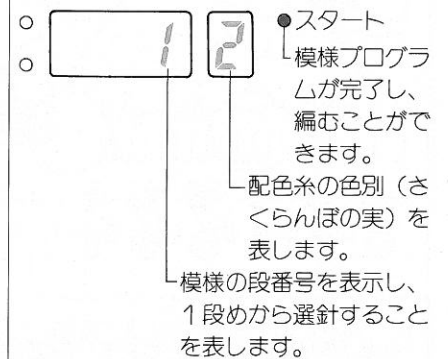 1 2
●スタート
模様プログラ
ムが完了し、
編むことがで
きます。
配色糸の色別（さ
くらんぼの実）を
表します。
模様の段番号を表示し、
１段めから選針すること
を表します。